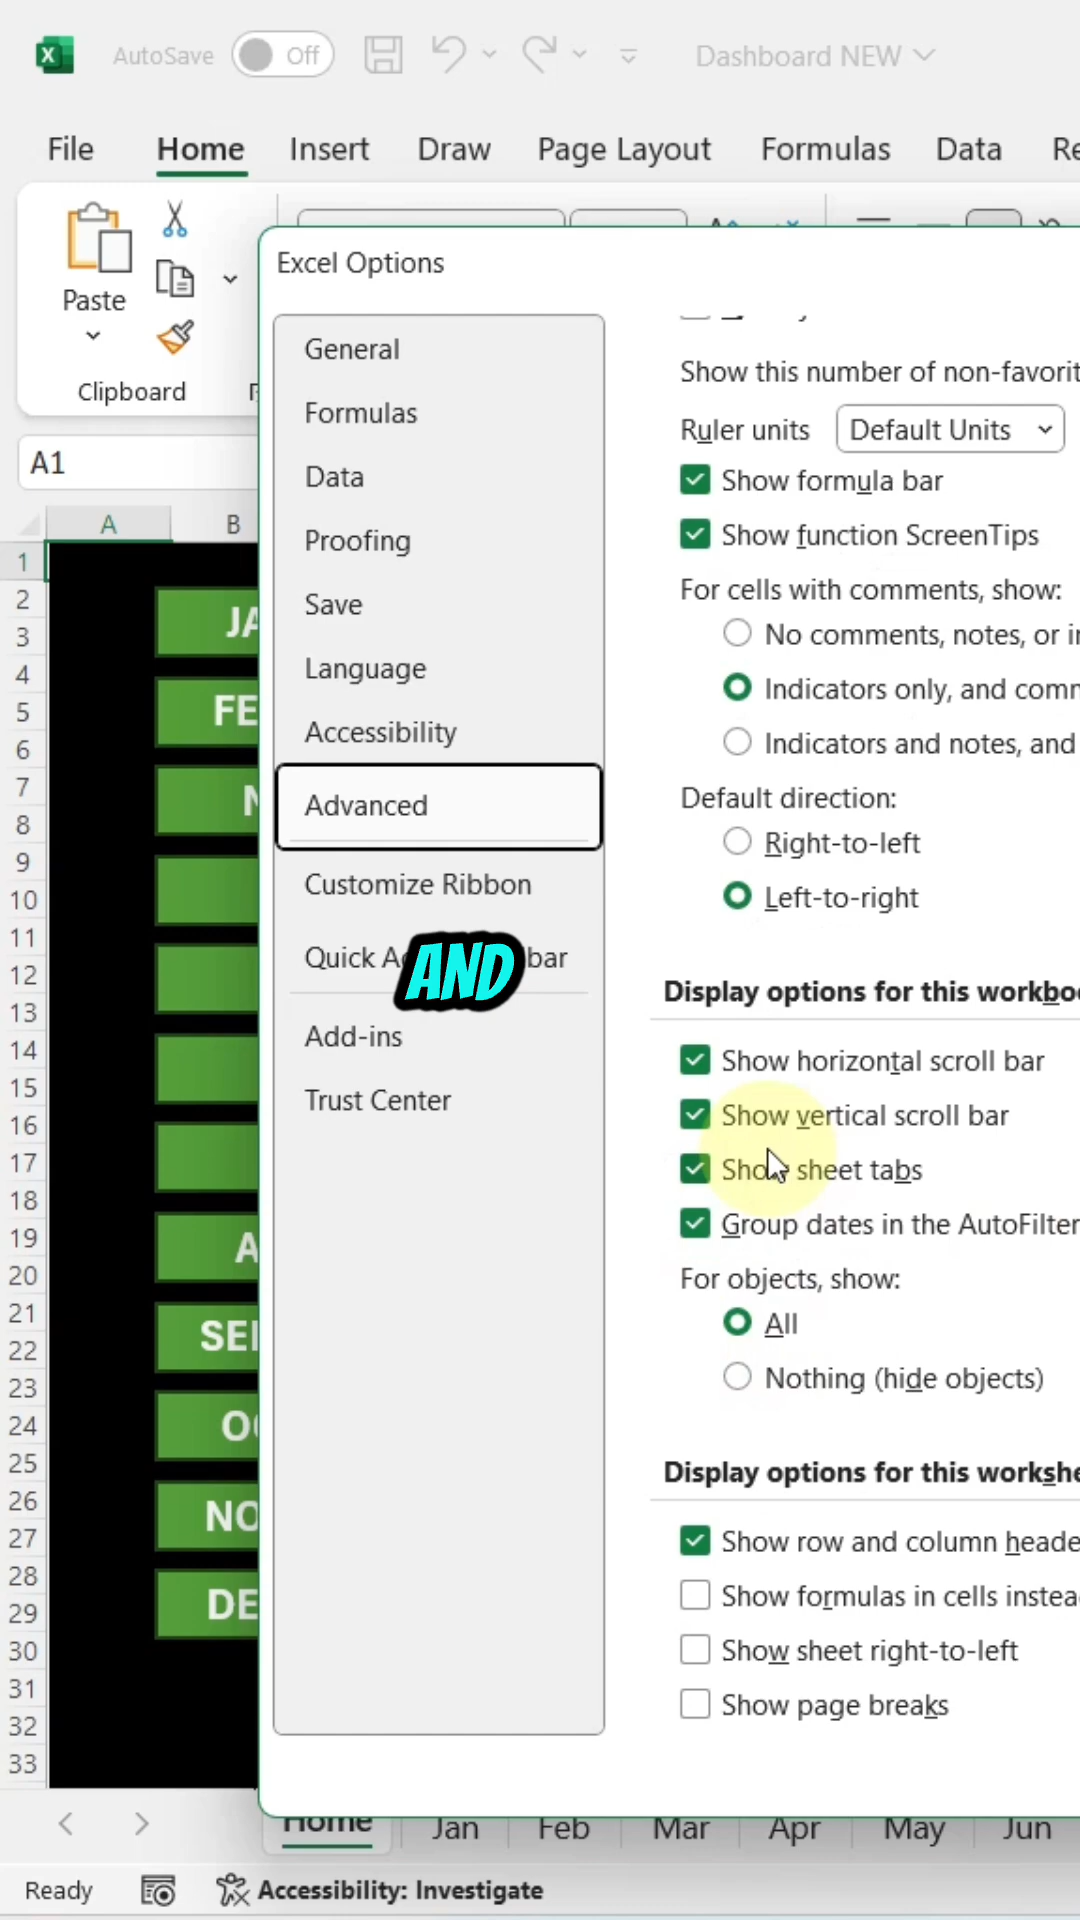 AutoSave Off Dashboard NEW
File Home Insert Draw Page Layout Formulas Data
Paste
Clipboard
Excel Options
A1
A B
General
Formulas
Data
Proofing
Save
Language
Accessibility
Advanced
Customize Ribbon
Quick
bar
AND
Add-ins
Trust Center
Show this number of non-favorit
Ruler units Default Units
Show formula bar
Show function ScreenTips
For cells with comments, show:
No comments, notes, or in
Indicators only, and comm
Indicators and notes, and
Default direction:
Right-to-left
Left-to-right
Display options for this workboo
Show horizontal scroll bar
Show vertical scroll bar
Show sheet tabs
Group dates in the AutoFilter
For objects, show:
All
Nothing (hide objects)
Display options for this workshe
Show row and column heade
Show formulas in cells instea
Show sheet right-to-left
Show page breaks
1
2
3
4
5
6
7
8
9
10
11
12
13
14
15
16
17
18
19
20
21
22
23
24
25
26
27
28
29
30
31
32
33
JA
FE
A
SE
OC
NO
DE
Home Jan Feb Mar Apr May Jun
Ready Accessibility: Investigate